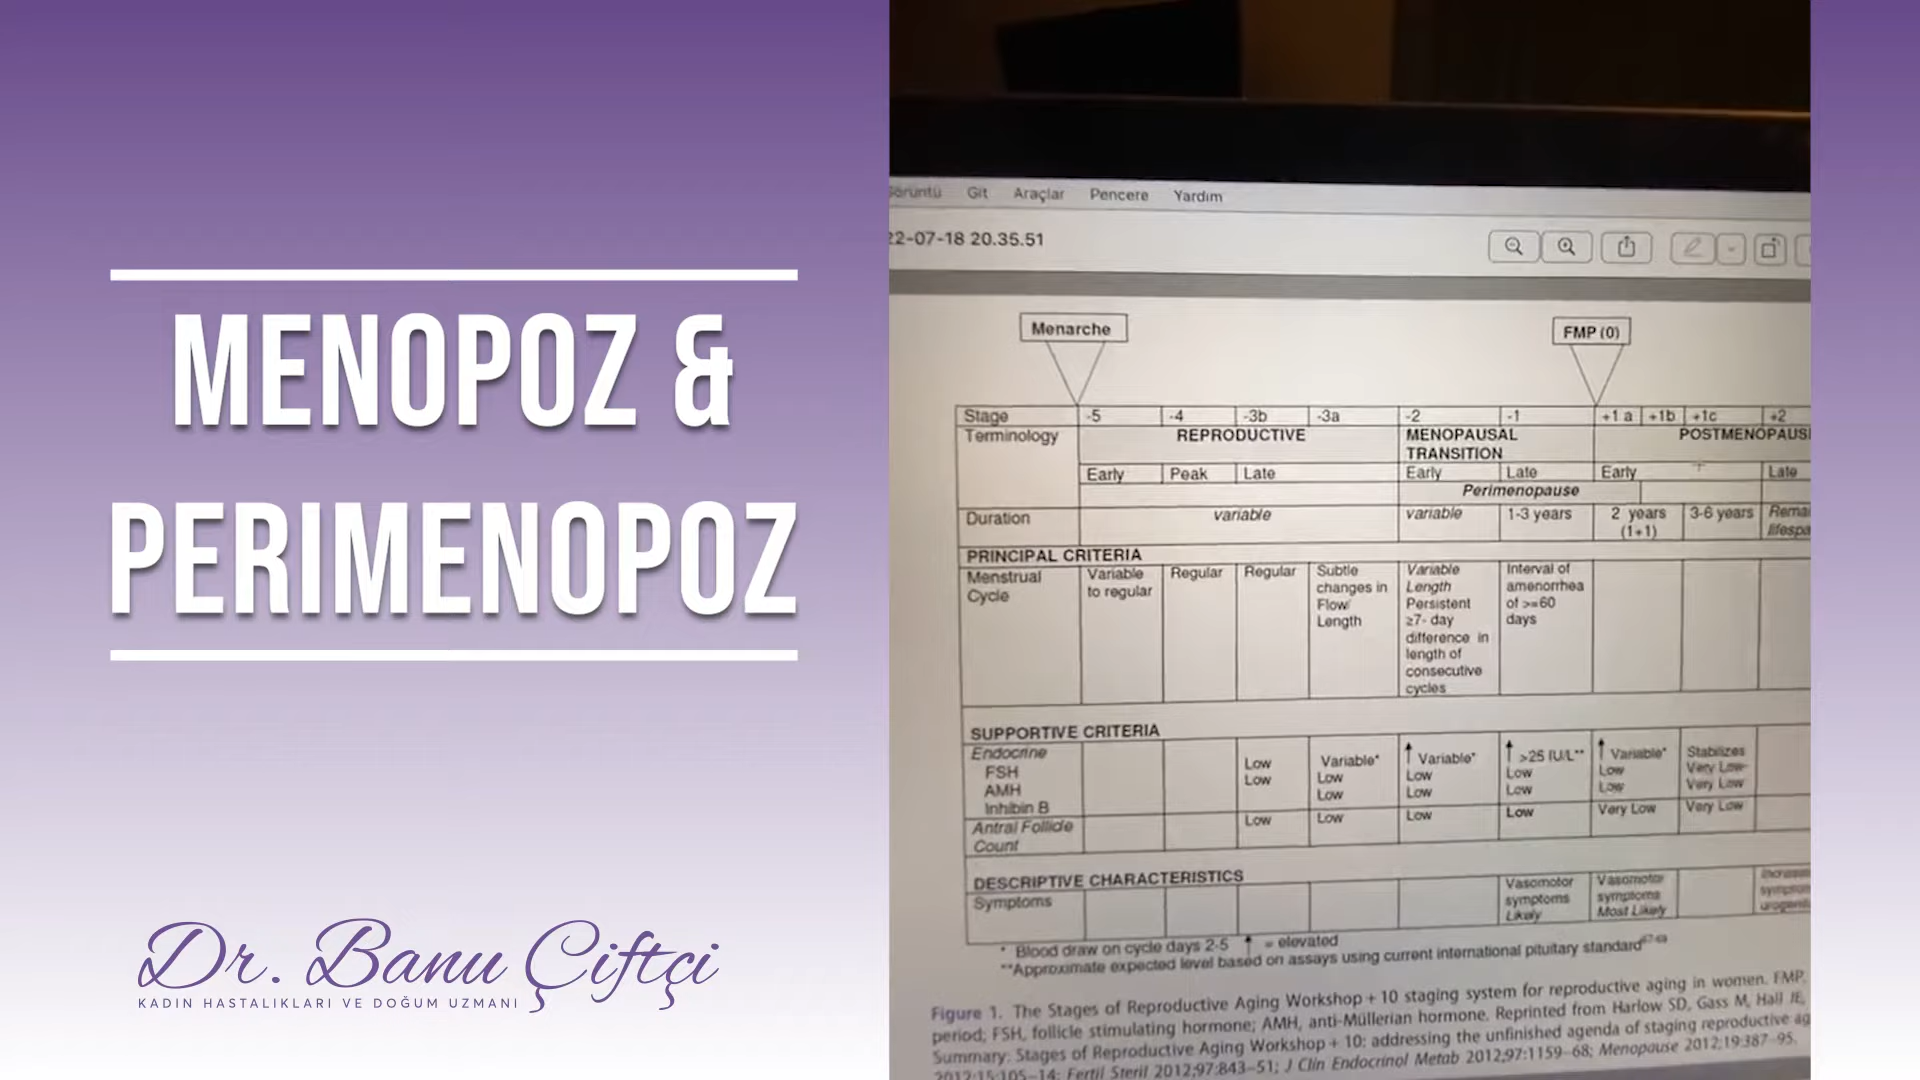 MENOPOZ &
PERIMENOPOZ
Dr. Banu Çiftçi
KADIN HASTALIKLARI VE DOĞUM UZMANI
Görüntü Git Araçlar Pencere Yardım
22-07-18 20.35.51
Menarche FMP (0)
Stage -5 -4 -3b -3a -2 -1 +1 a +1b +1c +2
Terminology REPRODUCTIVE MENOPAUSAL TRANSITION POSTMENOPAUSE
Early Peak Late Early Late Early Late
Perimenopause
Duration variable variable 1-3 years 2 years (1+1) 3-6 years
PRINCIPAL CRITERIA
Menstrual Cycle Variable to regular Regular Regular Subtle changes in Flow/ Length Variable Length Persistent ≥7- day difference in length of consecutive cycles Interval of amenorrhea of >=60 days
SUPPORTIVE CRITERIA
Endocrine
FSH Low Variable* ↑ Variable* ↑ >25 IU/L** ↑ Variable* Stabilizes
AMH Low Low Low Low Low Very Low
Inhibin B Low Low Low Low Very Low
Antral Follicle Count Low Low Low Low Very Low Very Low
DESCRIPTIVE CHARACTERISTICS
Symptoms Vasomotor symptoms Likely Vasomotor symptoms Most Likely
* Blood draw on cycle days 2-5 ↑ = elevated
**Approximate expected level based on assays using current international pituitary standard
Figure 1. The Stages of Reproductive Aging Workshop + 10 staging system for reproductive aging in women. FMP,
period; FSH, follicle stimulating hormone; AMH, anti-Müllerian hormone. Reprinted from Harlow SD, Gass M, Hall JE,
Summary: Stages of Reproductive Aging Workshop + 10: addressing the unfinished agenda of staging reproductive
2012;15:105-14; Fertil Steril 2012;97:843-51; J Clin Endocrinol Metab 2012;97:1159-68; Menopause 2012;19:387-95.